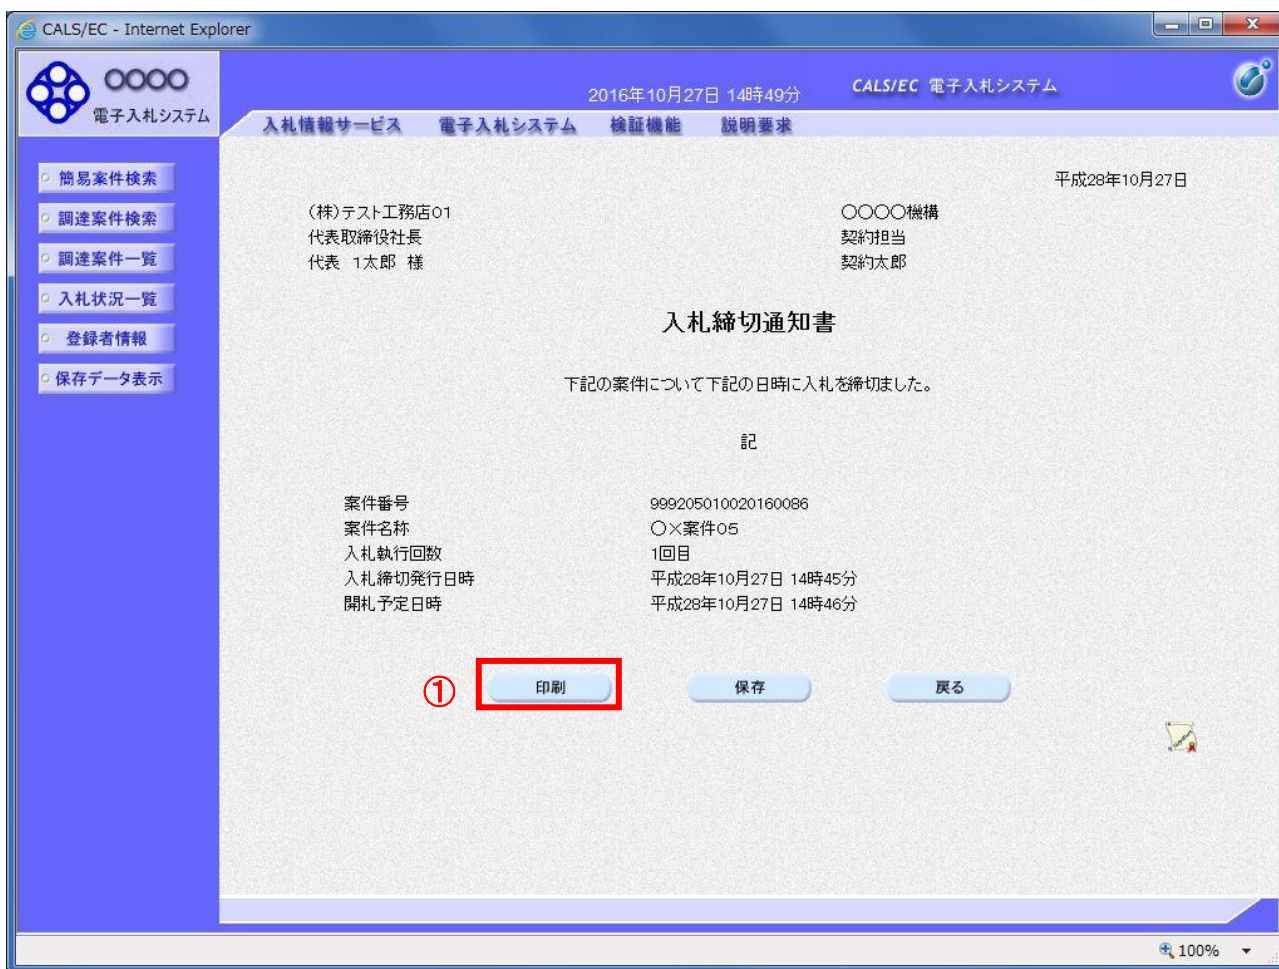 CALS/EC - Internet Explorer
〇〇〇〇
電子入札システム
2016年10月27日 14時49分
CALS/EC 電子入札システム
入札情報サービス 電子入札システム 検証機能 説明要求
簡易案件検索
調達案件検索
調達案件一覧
入札状況一覧
登録者情報
保存データ表示
平成28年10月27日
(株)テスト工務店01
代表取締役社長
代表 1太郎 様
〇〇〇〇機構
契約担当
契約太郎
入札締切通知書
下記の案件について下記の日時に入札を締切ました。
記
案件番号 999205010020160086
案件名称 〇×案件05
入札執行回数 1回目
入札締切発行日時 平成28年10月27日 14時45分
開札予定日時 平成28年10月27日 14時46分
① 印刷 保存 戻る
100%